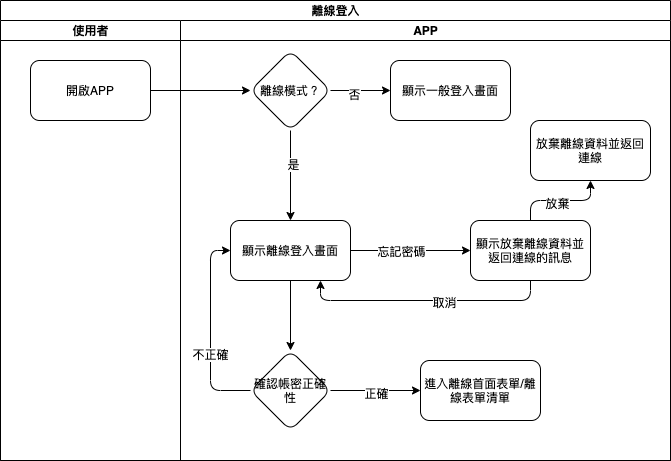 離線登入
使用者
APP
開啟APP
離線模式？
否
顯示一般登入畫面
放棄離線資料並返回
連線
是
放棄
顯示離線登入畫面
忘記密碼
顯示放棄離線資料並
返回連線的訊息
取消
不正確
確認帳密正確
性
正確
進入離線首面表單/離
線表單清單